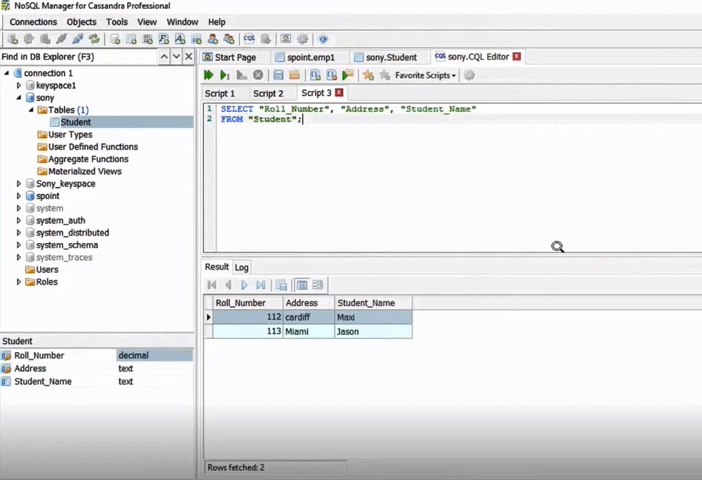 NoSQL Manager for Cassandra Professional
Connections Objects Tools View Window Help
Find in DB Explorer (F3)
connection 1
keyspace1
sony
Tables (1)
Student
User Types
User Defined Functions
Aggregate Functions
Materialized Views
Sony_keyspace
spoint
system
system_auth
system_distributed
system_schema
system_traces
Users
Roles
Student
Roll_Number decimal
Address text
Student_Name text
Start Page spoint.emp1 sony.Student CQL sony.CQL Editor
Favorite Scripts
Script 1 Script 2 Script 3
1 SELECT "Roll_Number", "Address", "Student_Name"
2 FROM "Student";
Result Log
Roll_Number Address Student_Name
112 cardiff Maxi
113 Miami Jason
Rows fetched: 2